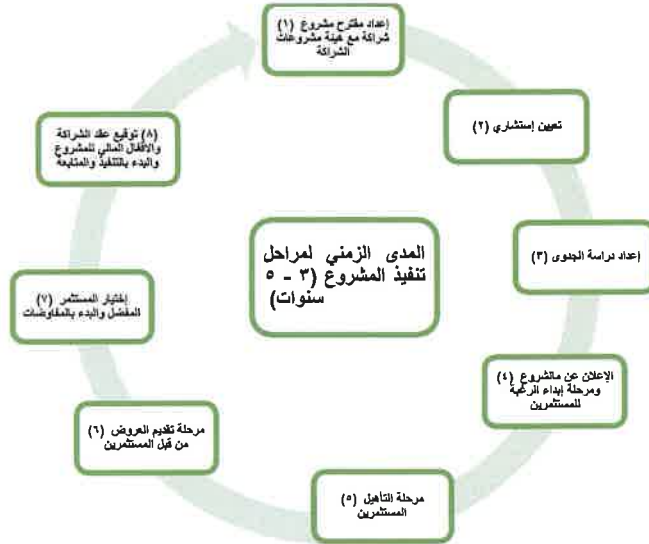 إعداد مقترح مشروع (١)
شراكة مع هيئة مشروعات
الشراكة
تعيين إستشاري (٢)
إعداد دراسة الجدوى (٣)
الإعلان عن مالشروع (٤)
ومرحلة إبداء الرغبة
للمستثمرين
مرحلة التأهيل (٥)
المستثمرين
مرحلة تقديم العروض (٦)
من قبل المستثمرين
إختيار المستثمر (٧)
المفضل والبدء بالمفاوضات
(٨) توقيع عقد الشراكة
والاقفال المالي للمشروع
والبدء بالتنفيذ والمتابعة
المدى الزمني لمراحل
تنفيذ المشروع (٣ - ٥
سنوات)